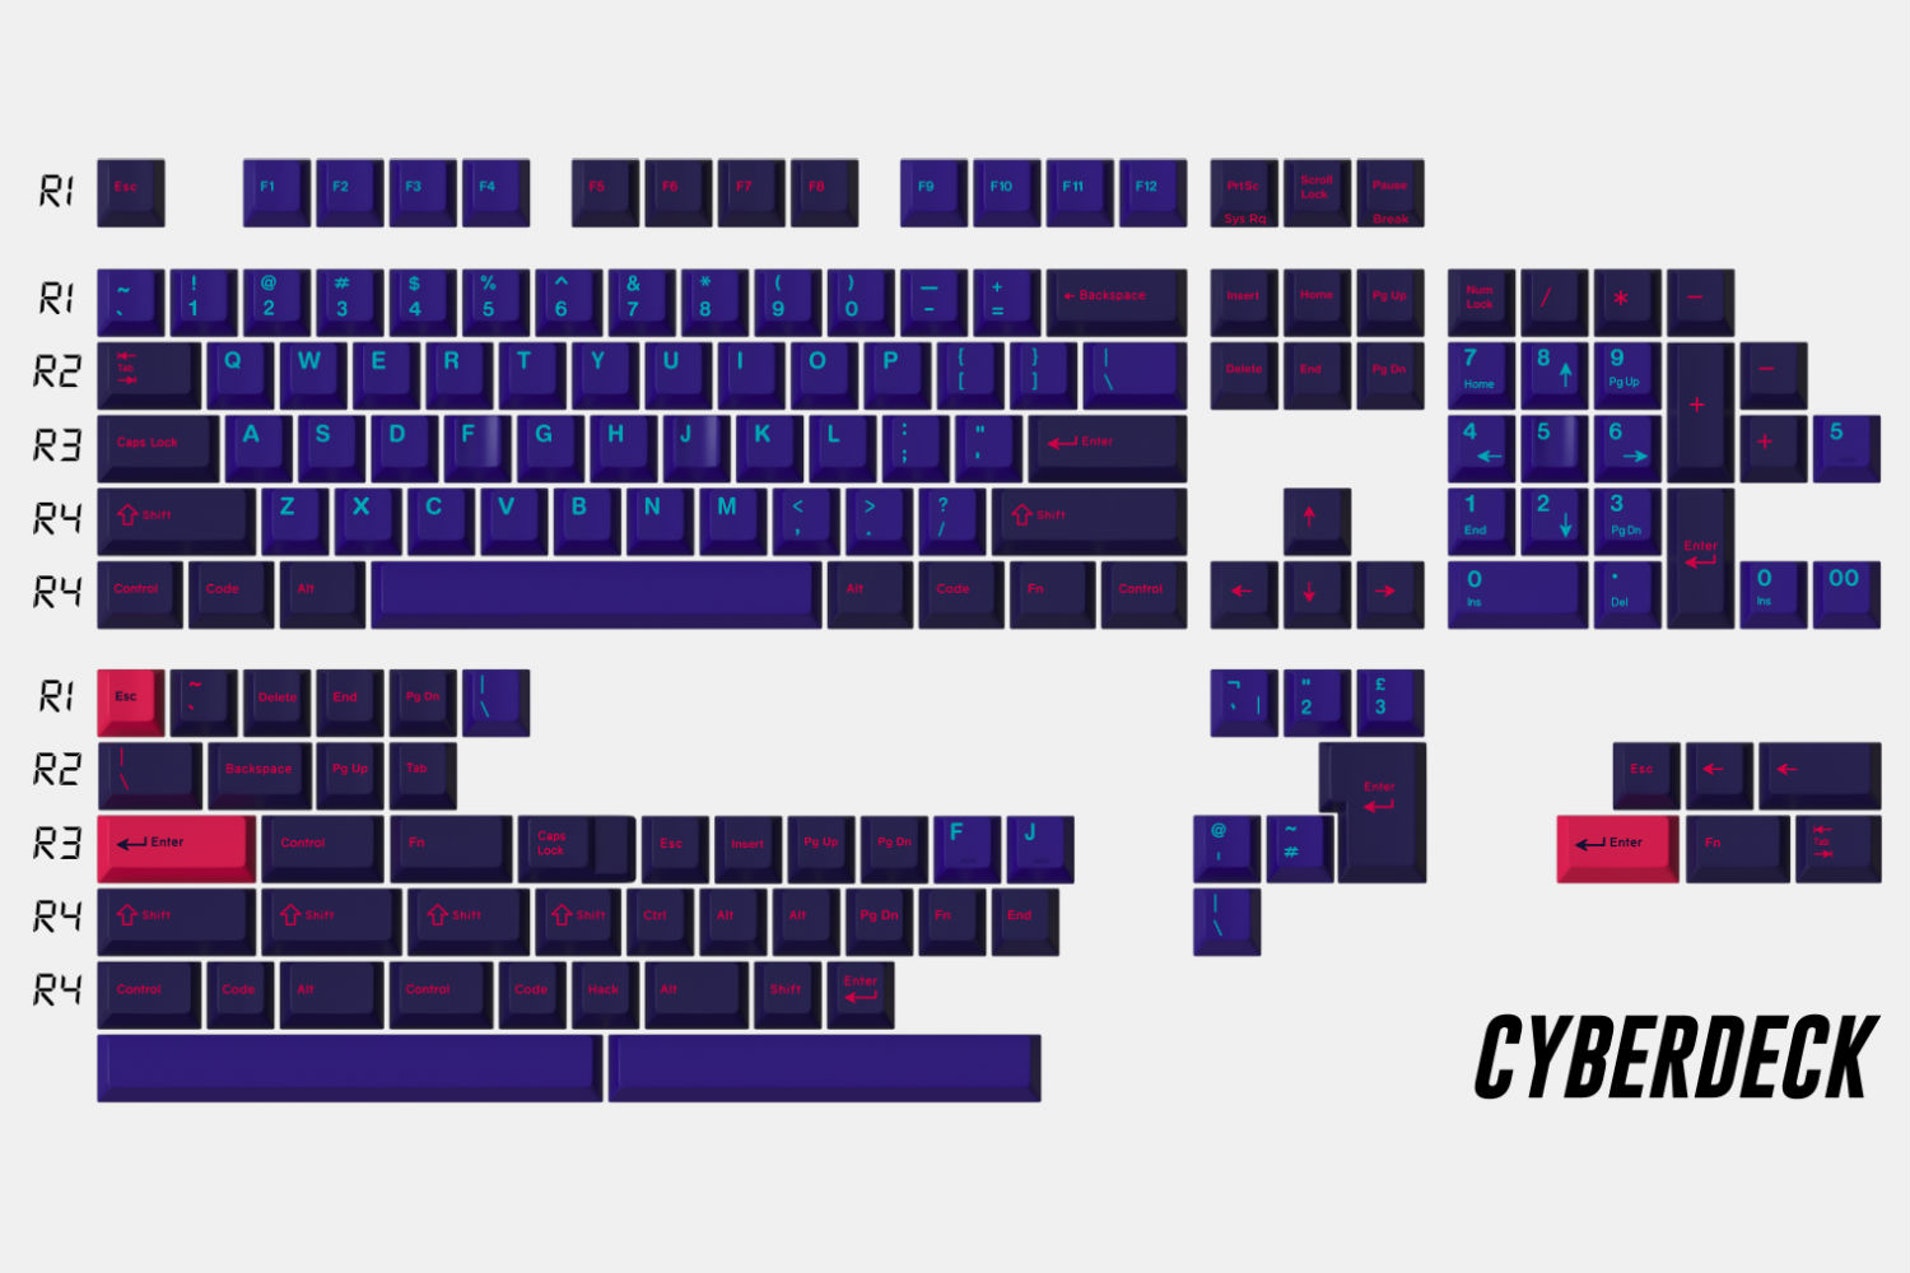 R1 Esc F1 F2 F3 F4 F5 F6 F7 F8 F9 F10 F11 F12 PrtSc Sys Rq Scroll Lock Pause Break
R1 ~ ` ! 1 @ 2 # 3 $ 4 % 5 ^ 6 & 7 * 8 ( 9 ) 0 — - + = ← Backspace Insert Home Pg Up Num Lock / * −
R2 Tab Q W E R T Y U I O P { [ } ] | \ Delete End Pg Dn 7 Home 8 ↑ 9 Pg Up + −
R3 Caps Lock A S D F G H J K L : ; " ' Enter 4 ← 5 6 → + 5
R4 Shift Z X C V B N M < , > . ? / Shift ↑ 1 End 2 ↓ 3 Pg Dn Enter
R4 Control Code Alt Alt Code Fn Control ← ↓ → 0 Ins . Del 0 Ins 00
R1 Esc ~ ` Delete End Pg Dn | \ ¬ ` | " 2 £ 3
R2 | \ Backspace Pg Up Tab Enter Esc ← ←
R3 Enter Control Fn Caps Lock Esc Insert Pg Up Pg Dn F J @ ' ~ # Enter Fn Tab
R4 Shift Shift Shift Shift Ctrl Alt Alt Pg Dn Fn End | \
R4 Control Code Alt Control Code Hack Alt Shift Enter
CYBERDECK